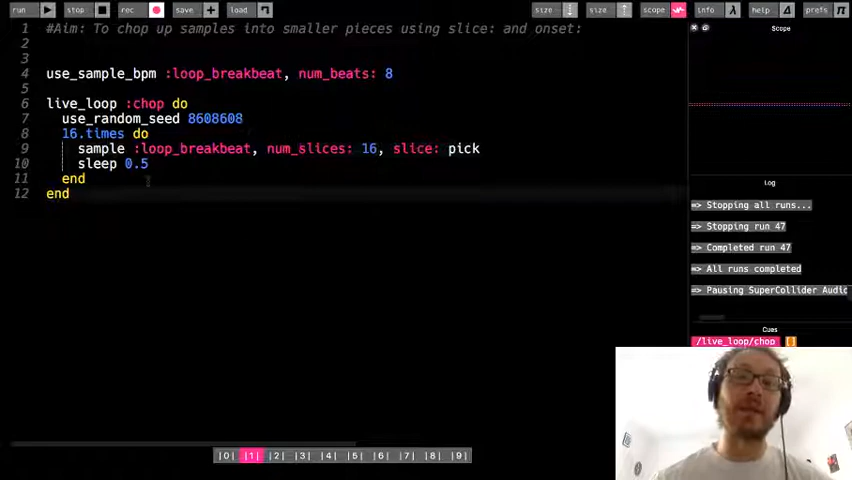 run stop rec save load size size scope info help prefs
1 #Aim: To chop up samples into smaller pieces using slice: and onset:
2
3
4 use_sample_bpm :loop_breakbeat, num_beats: 8
5
6 live_loop :chop do
7 use_random_seed 8608608
8 16.times do
9 sample :loop_breakbeat, num_slices: 16, slice: pick
10 sleep 0.5
11 end
12 end
Scope
Log
=> Stopping all runs...
=> Stopping run 47
=> Completed run 47
=> All runs completed
=> Pausing SuperCollider Audio
Cues
/live_loop/chop []
|0| |1| |2| |3| |4| |5| |6| |7| |8| |9|